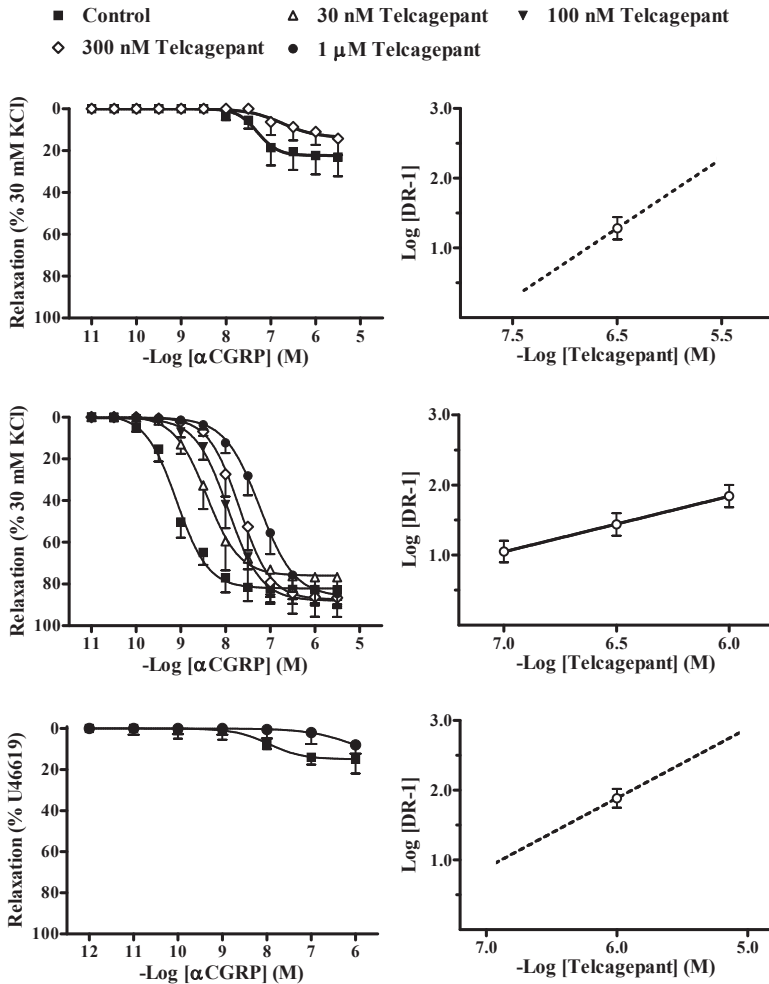 Control
30 nM Telcagepant
100 nM Telcagepant
300 nM Telcagepant
1 μM Telcagepant
Relaxation (% 30 mM KCl)
0
20
40
60
80
100
11 10 9 8 7 6 5
-Log [αCGRP] (M)
Log [DR-1]
3.0
2.0
1.0
7.5 6.5 5.5
-Log [Telcagepant] (M)
Relaxation (% 30 mM KCl)
0
20
40
60
80
100
11 10 9 8 7 6 5
-Log [αCGRP] (M)
Log [DR-1]
3.0
2.0
1.0
7.0 6.5 6.0
-Log [Telcagepant] (M)
Relaxation (% U46619)
0
20
40
60
80
100
12 11 10 9 8 7 6
-Log [αCGRP] (M)
Log [DR-1]
3.0
2.0
1.0
7.0 6.0 5.0
-Log [Telcagepant] (M)